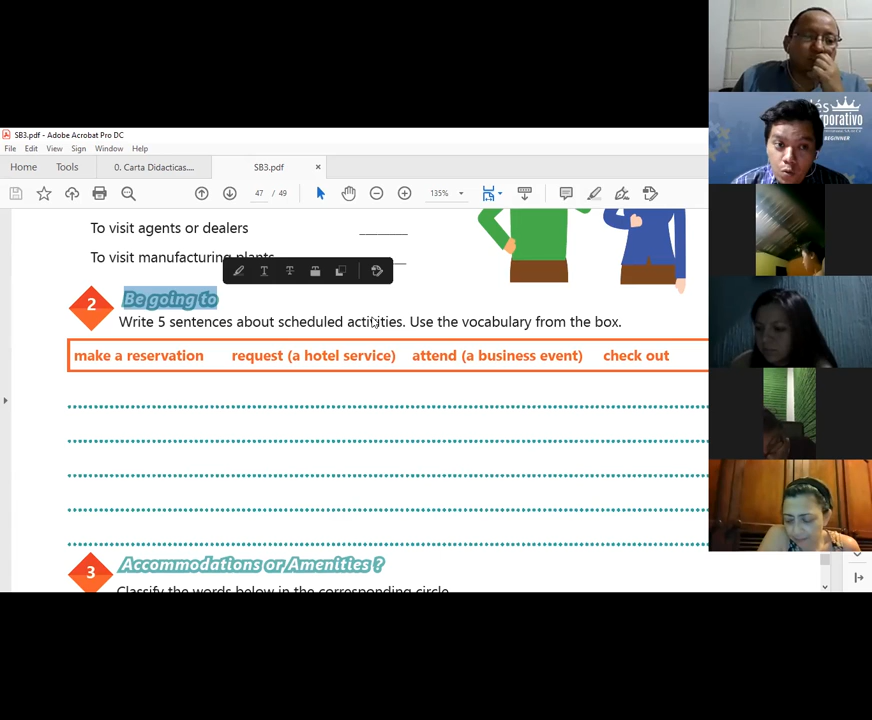 SB3.pdf - Adobe Acrobat Pro DC
File Edit View Sign Window Help
Home Tools 0. Carta Didacticas.... SB3.pdf ×
47 / 49 135%
To visit agents or dealers ________
To visit manufacturing plants
2 Be going to
Write 5 sentences about scheduled activities. Use the vocabulary from the box.
make a reservation request (a hotel service) attend (a business event) check out
3 Accommodations or Amenities ?
Classify the words below in the corresponding circle
orporativo
BEGINNER